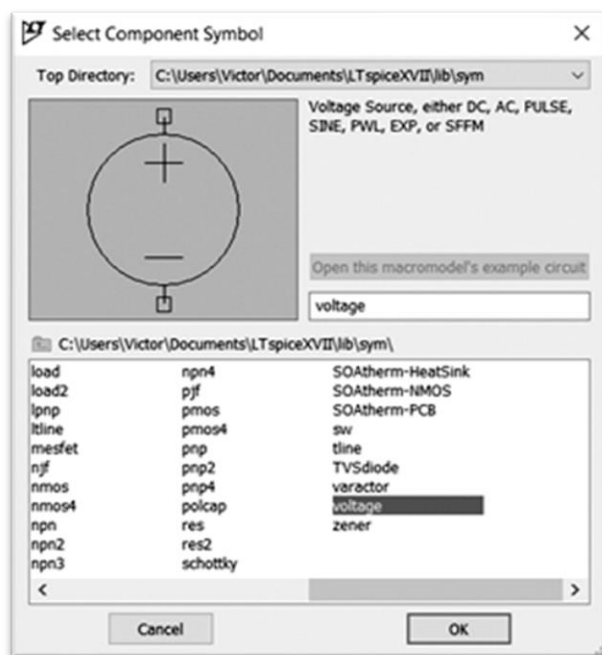 Select Component Symbol
Top Directory: C:\Users\Victor\Documents\LTspiceXVII\lib\sym
Voltage Source, either DC, AC, PULSE,
SINE, PWL, EXP, or SFFM
Open this macromodel's example circuit
voltage
C:\Users\Victor\Documents\LTspiceXVII\lib\sym\
load
load2
lpnp
ltline
mesfet
njf
nmos
nmos4
npn
npn2
npn3
npn4
pjf
pmos
pmos4
pnp
pnp2
pnp4
polcap
res
res2
schottky
SOAtherm-HeatSink
SOAtherm-NMOS
SOAtherm-PCB
sw
tline
TVSdiode
varactor
voltage
zener
Cancel
OK